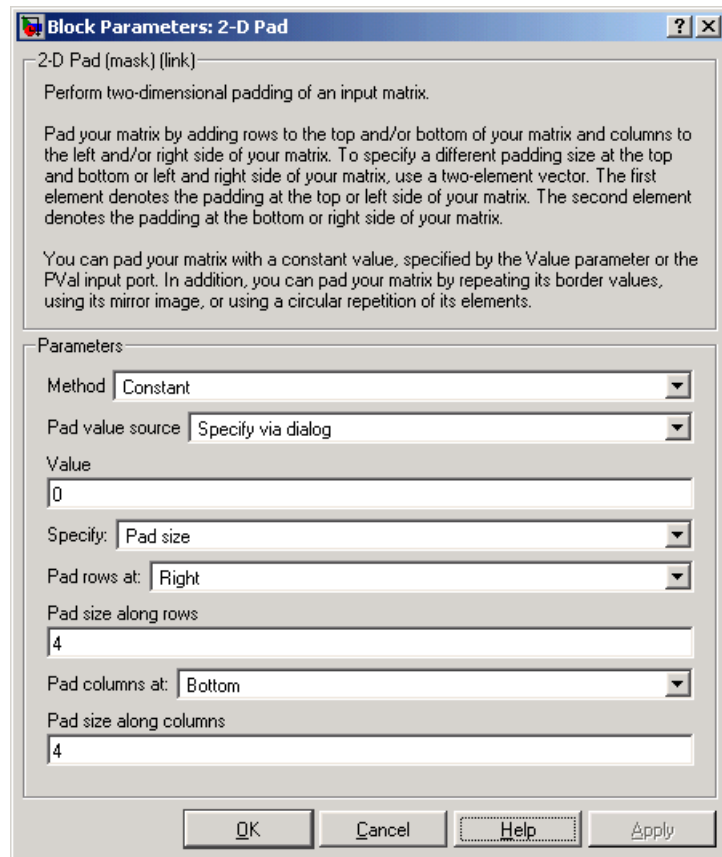 Block Parameters: 2-D Pad
2-D Pad (mask) (link)
Perform two-dimensional padding of an input matrix.
Pad your matrix by adding rows to the top and/or bottom of your matrix and columns to
the left and/or right side of your matrix. To specify a different padding size at the top
and bottom or left and right side of your matrix, use a two-element vector. The first
element denotes the padding at the top or left side of your matrix. The second element
denotes the padding at the bottom or right side of your matrix.
You can pad your matrix with a constant value, specified by the Value parameter or the
PVal input port. In addition, you can pad your matrix by repeating its border values,
using its mirror image, or using a circular repetition of its elements.
Parameters
Method Constant
Pad value source Specify via dialog
Value
0
Specify: Pad size
Pad rows at: Right
Pad size along rows
4
Pad columns at: Bottom
Pad size along columns
4
OK Cancel Help Apply